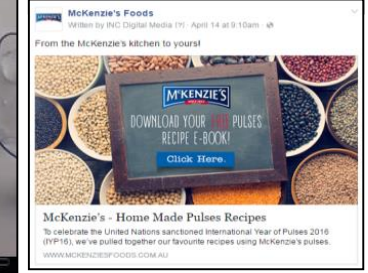 McKenzie's Foods
Written by INC Digital Media [?] · April 14 at 9:10am ·
From the McKenzie's kitchen to yours!
McKENZIE'S
DOWNLOAD YOUR FREE PULSES
RECIPE E-BOOK!
Click Here.
McKenzie's - Home Made Pulses Recipes
To celebrate the United Nations sanctioned International Year of Pulses 2016
(IYP16), we've pulled together our favourite recipes using McKenzie's pulses.
WWW.MCKENZIESFOODS.COM.AU